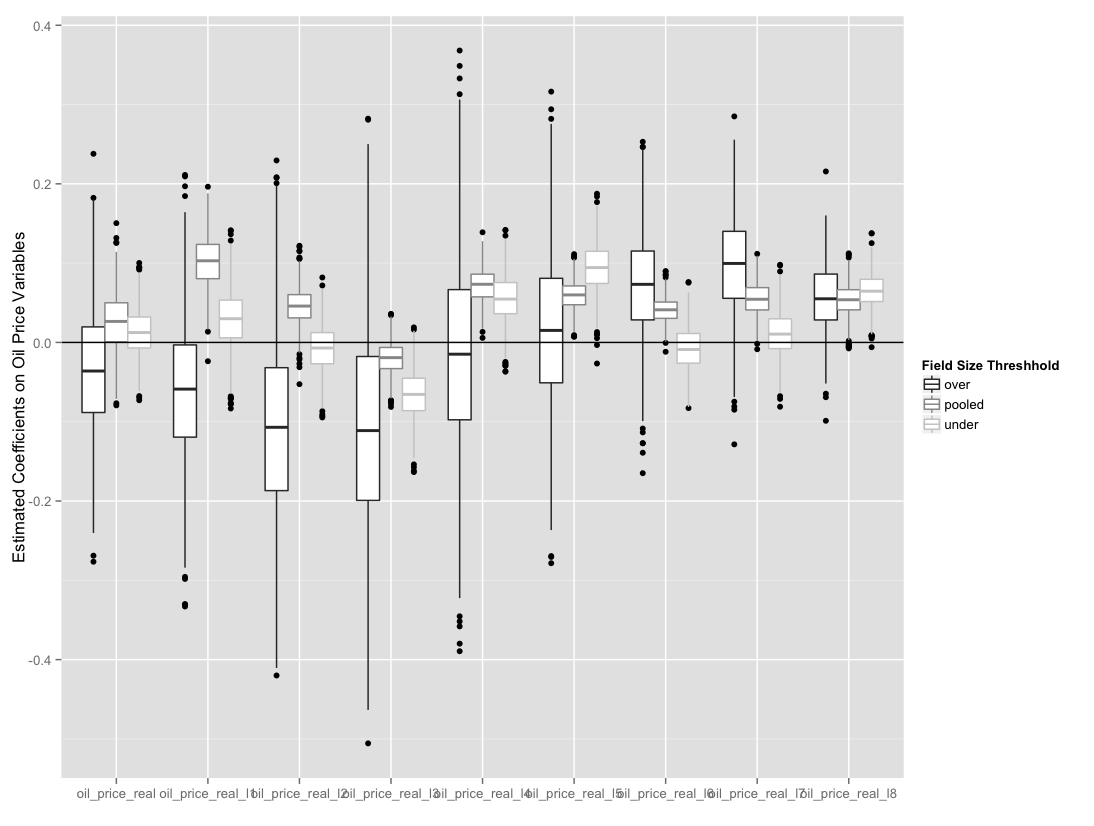 0.4
0.2
0.0
-0.2
-0.4
Estimated Coefficients on Oil Price Variables
oil_price_real oil_price_real_l1 oil_price_real_l2 oil_price_real_l3 oil_price_real_l4 oil_price_real_l5 oil_price_real_l6 oil_price_real_l7 oil_price_real_l8
Field Size Threshhold
over
pooled
under